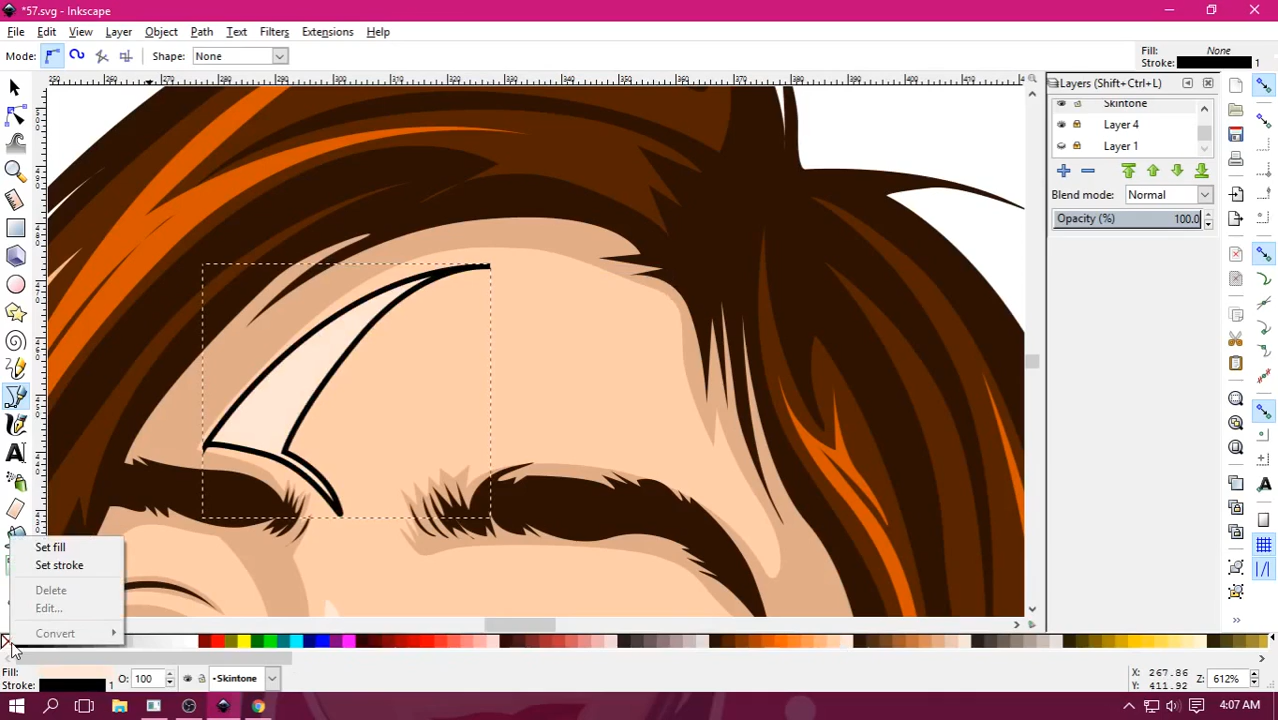 *57.svg - Inkscape
File Edit View Layer Object Path Text Filters Extensions Help
Mode: Shape: None
Fill: None
Stroke: 1
Layers (Shift+Ctrl+L)
Skintone
Layer 4
Layer 1
Blend mode: Normal
Opacity (%) 100.0
Set fill
Set stroke
Delete
Edit...
Convert
Fill:
Stroke: 1
O: 100
•Skintone
X: 267.86
Y: 411.92
Z: 612%
4:07 AM